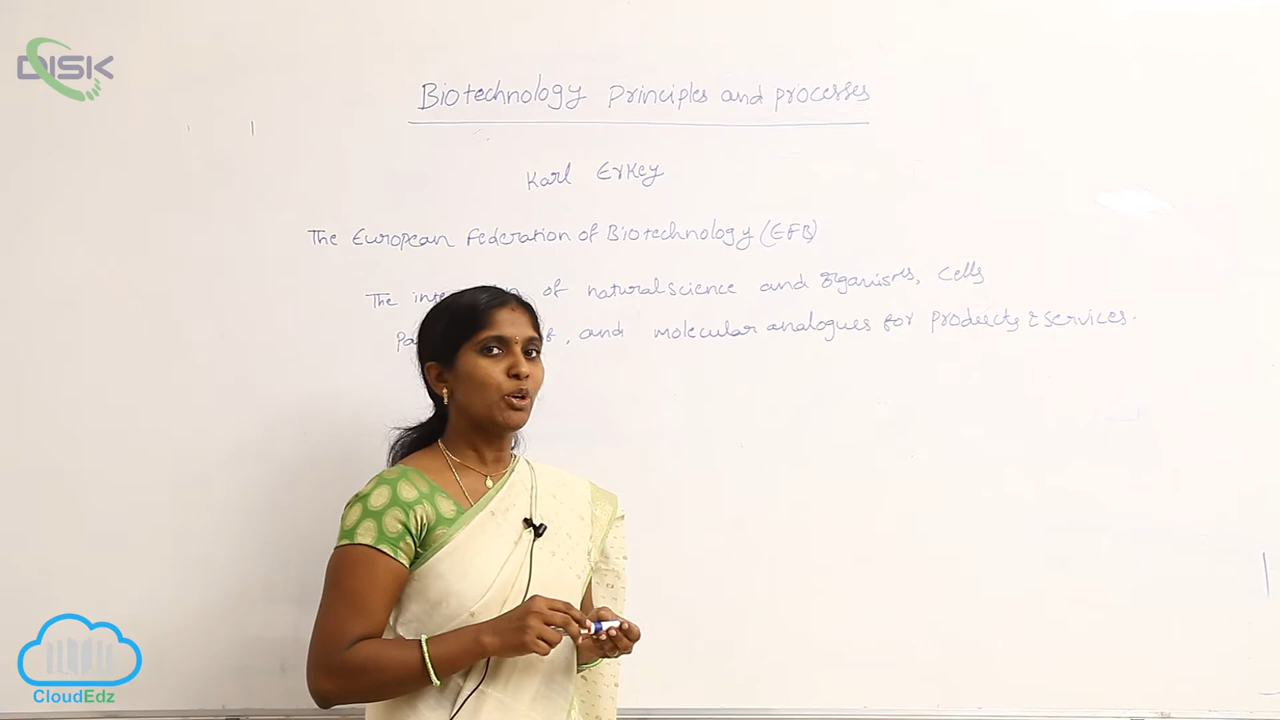 DISK
Biotechnology principles and processes
Karl Erkey
The European Federation of Biotechnology (EFB)
The of natural science and organisms, cells
, and molecular analogues for products & services.
CloudEdz